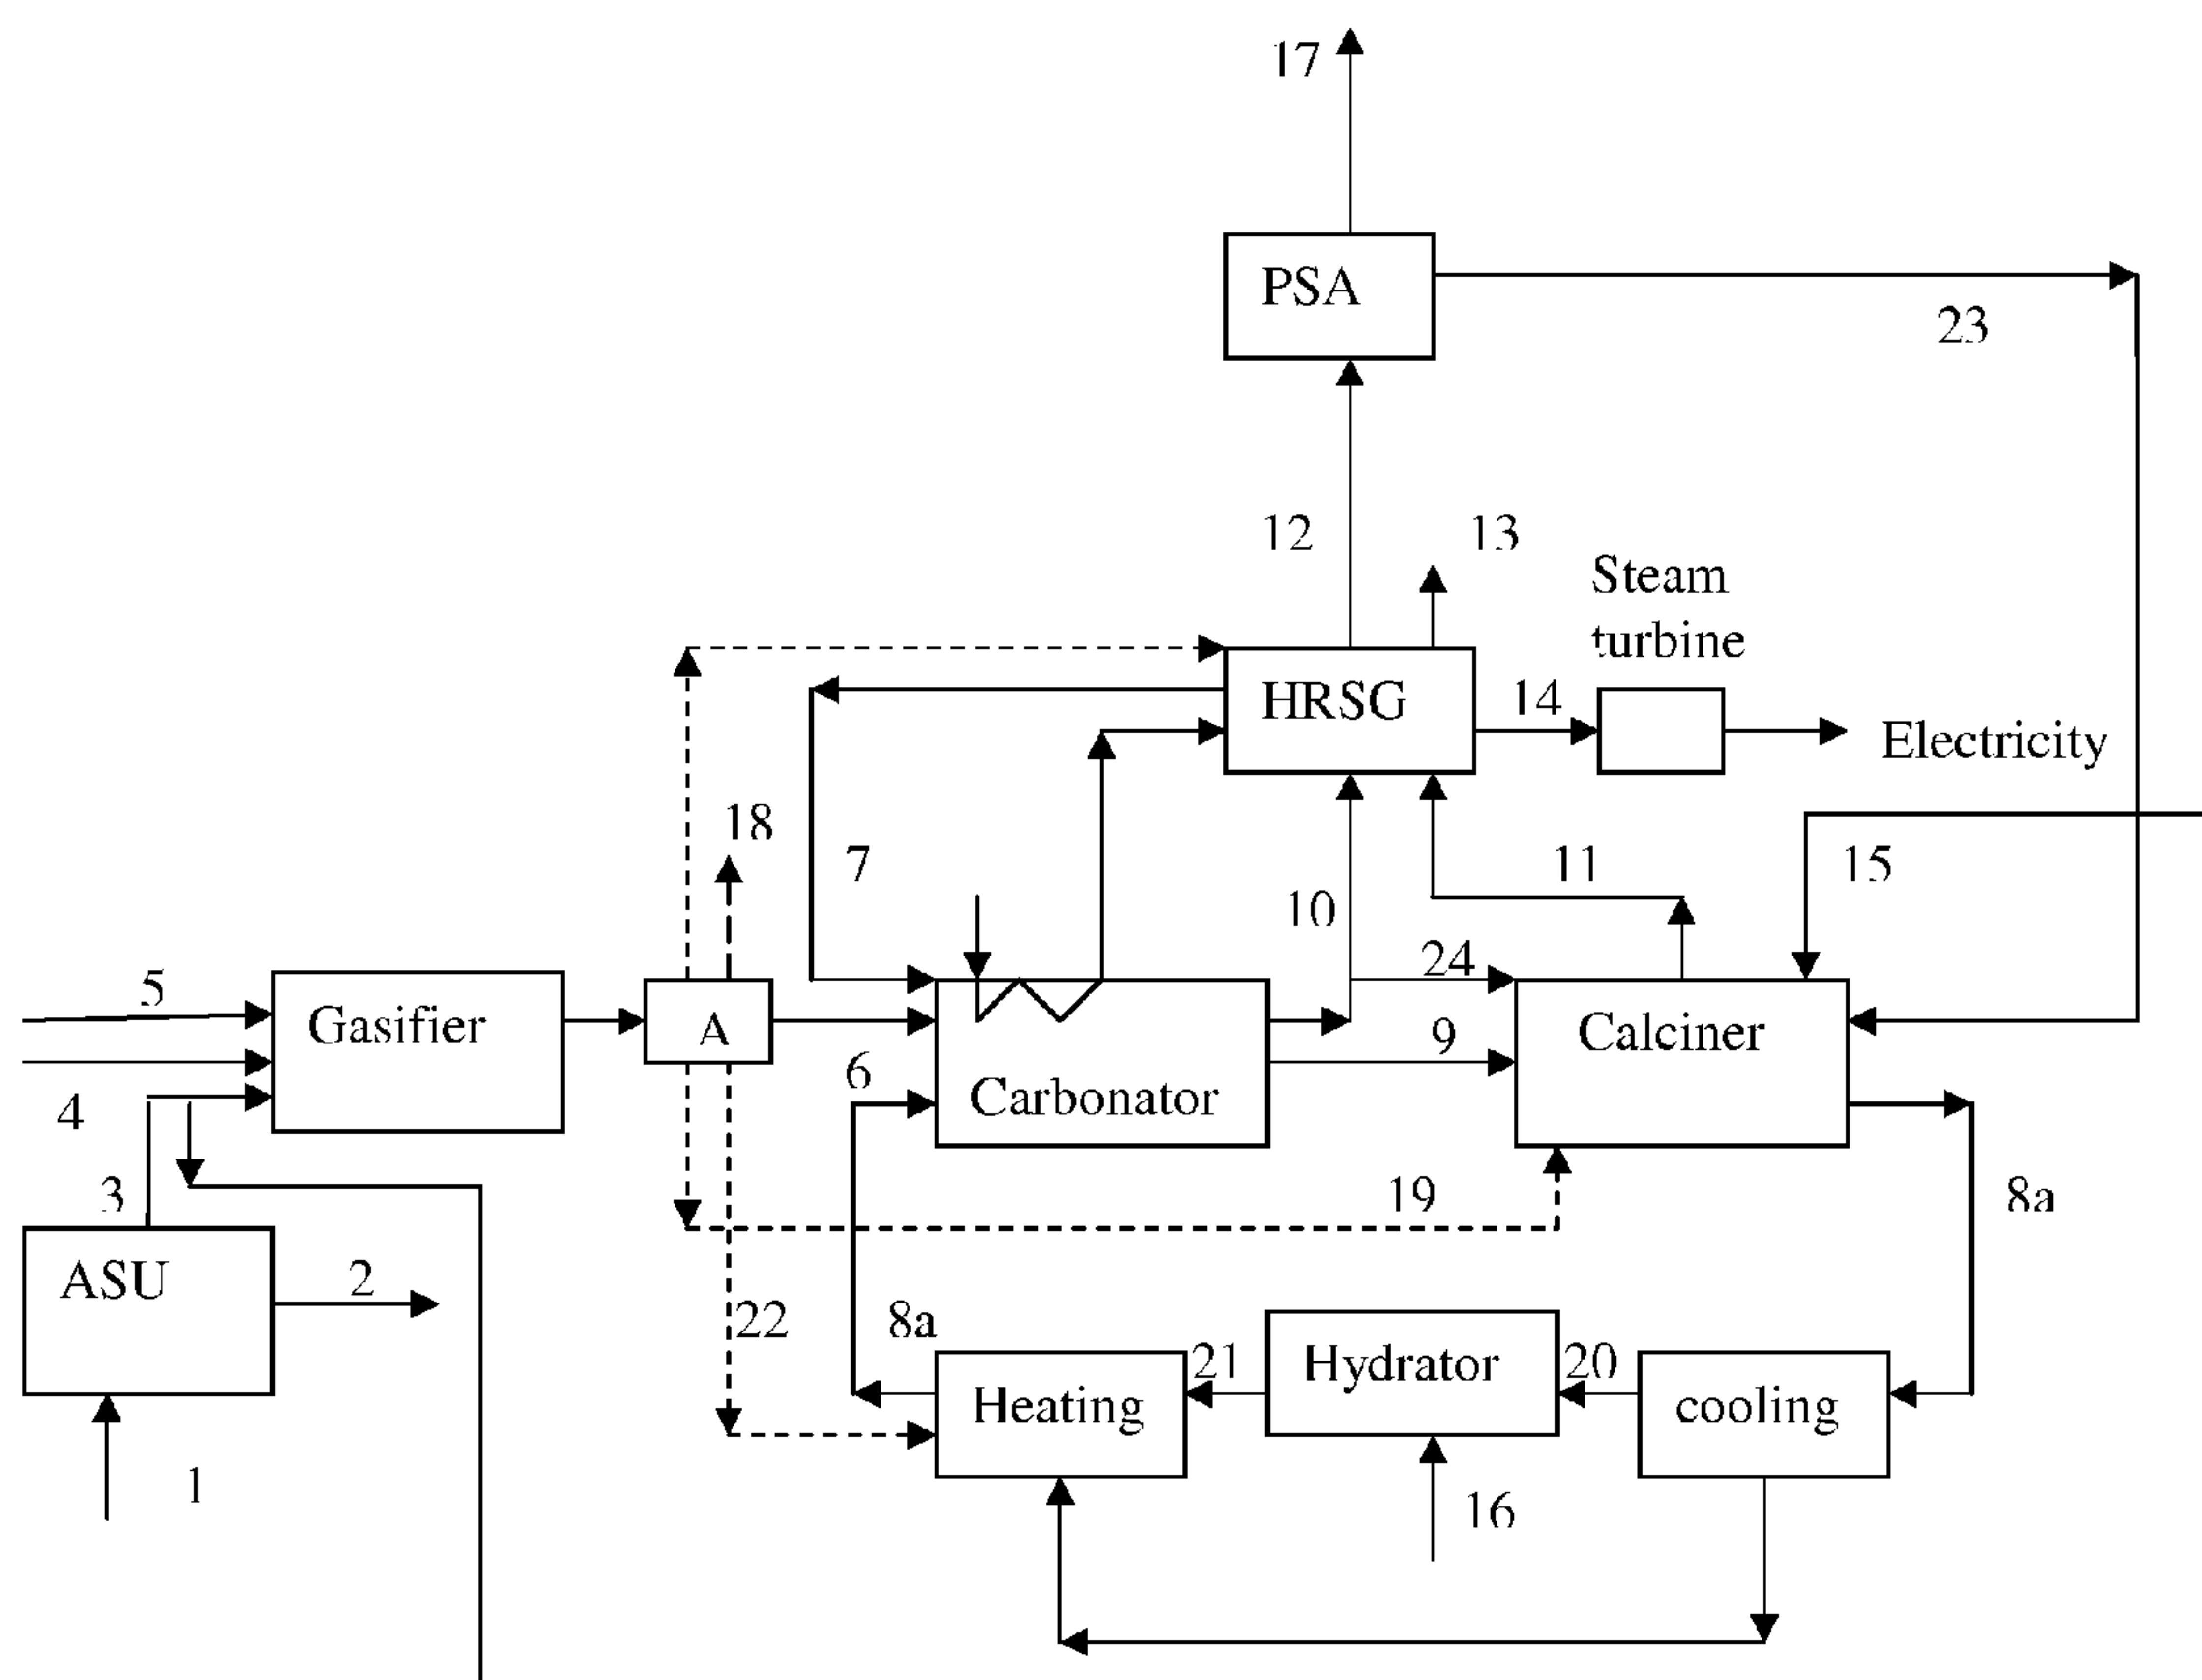 17
PSA
23
12
13
Steam
turbine
HRSG
14
Electricity
18
7
11
15
10
24
5
Gasifier
A
9
Calciner
6
Carbonator
4
3
19
8a
ASU
2
22
8a
21
Hydrator
20
Heating
cooling
1
16